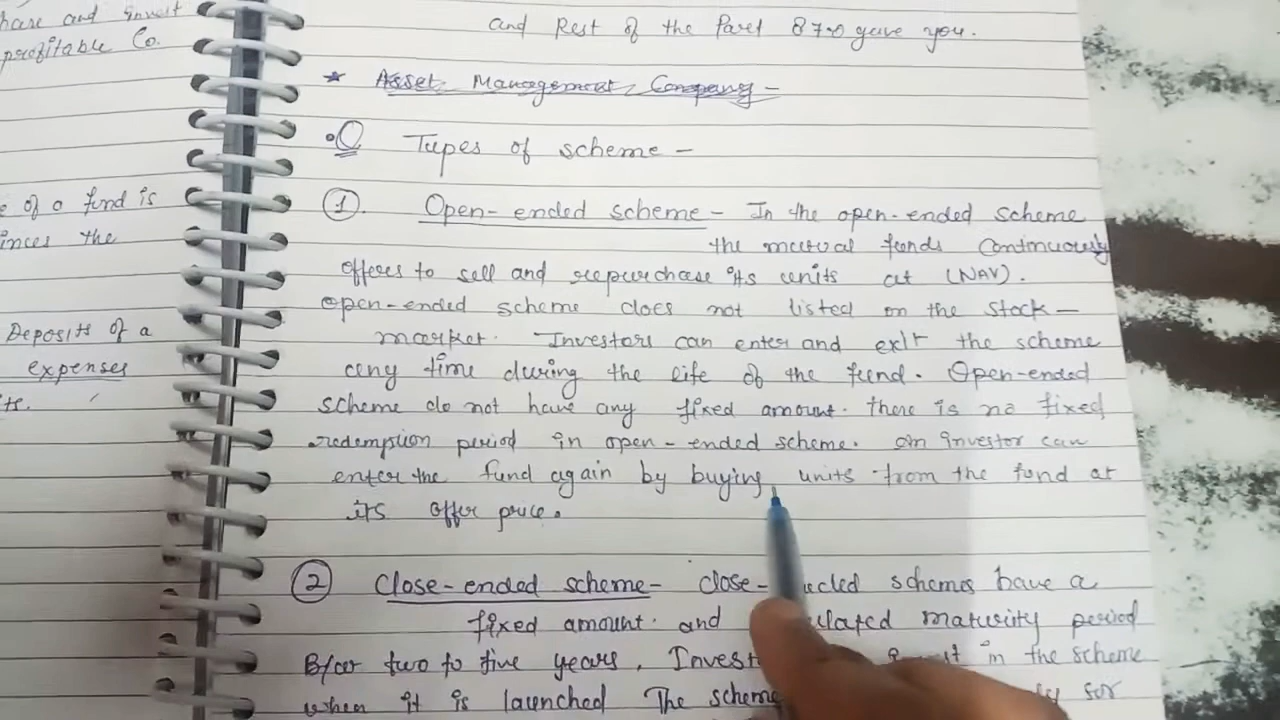 hare and invest
profitable Co.
e of a fund is
inces the
Deposits of a
expenses
its.
and Rest of the Part gave you.
* Asset Management Company -
Q Types of scheme -
1. Open-ended scheme - In the open-ended scheme
the mutual funds Continuously
offers to sell and reepurchase its units at (NAV).
Open-ended scheme does not listed on the Stock-
market. Investors can enter and exit the scheme
any time during the life of the fund. Open-ended
scheme do not have any fixed amount. there is no fixed
redemption period in open-ended scheme. an investor can
enter the fund again by buying units from the fund at
its offer price.
2 Close-ended scheme - Close- schemes have a
fixed amount. and maturity period
B/w two to five years, in the scheme
when it is launched The scheme for